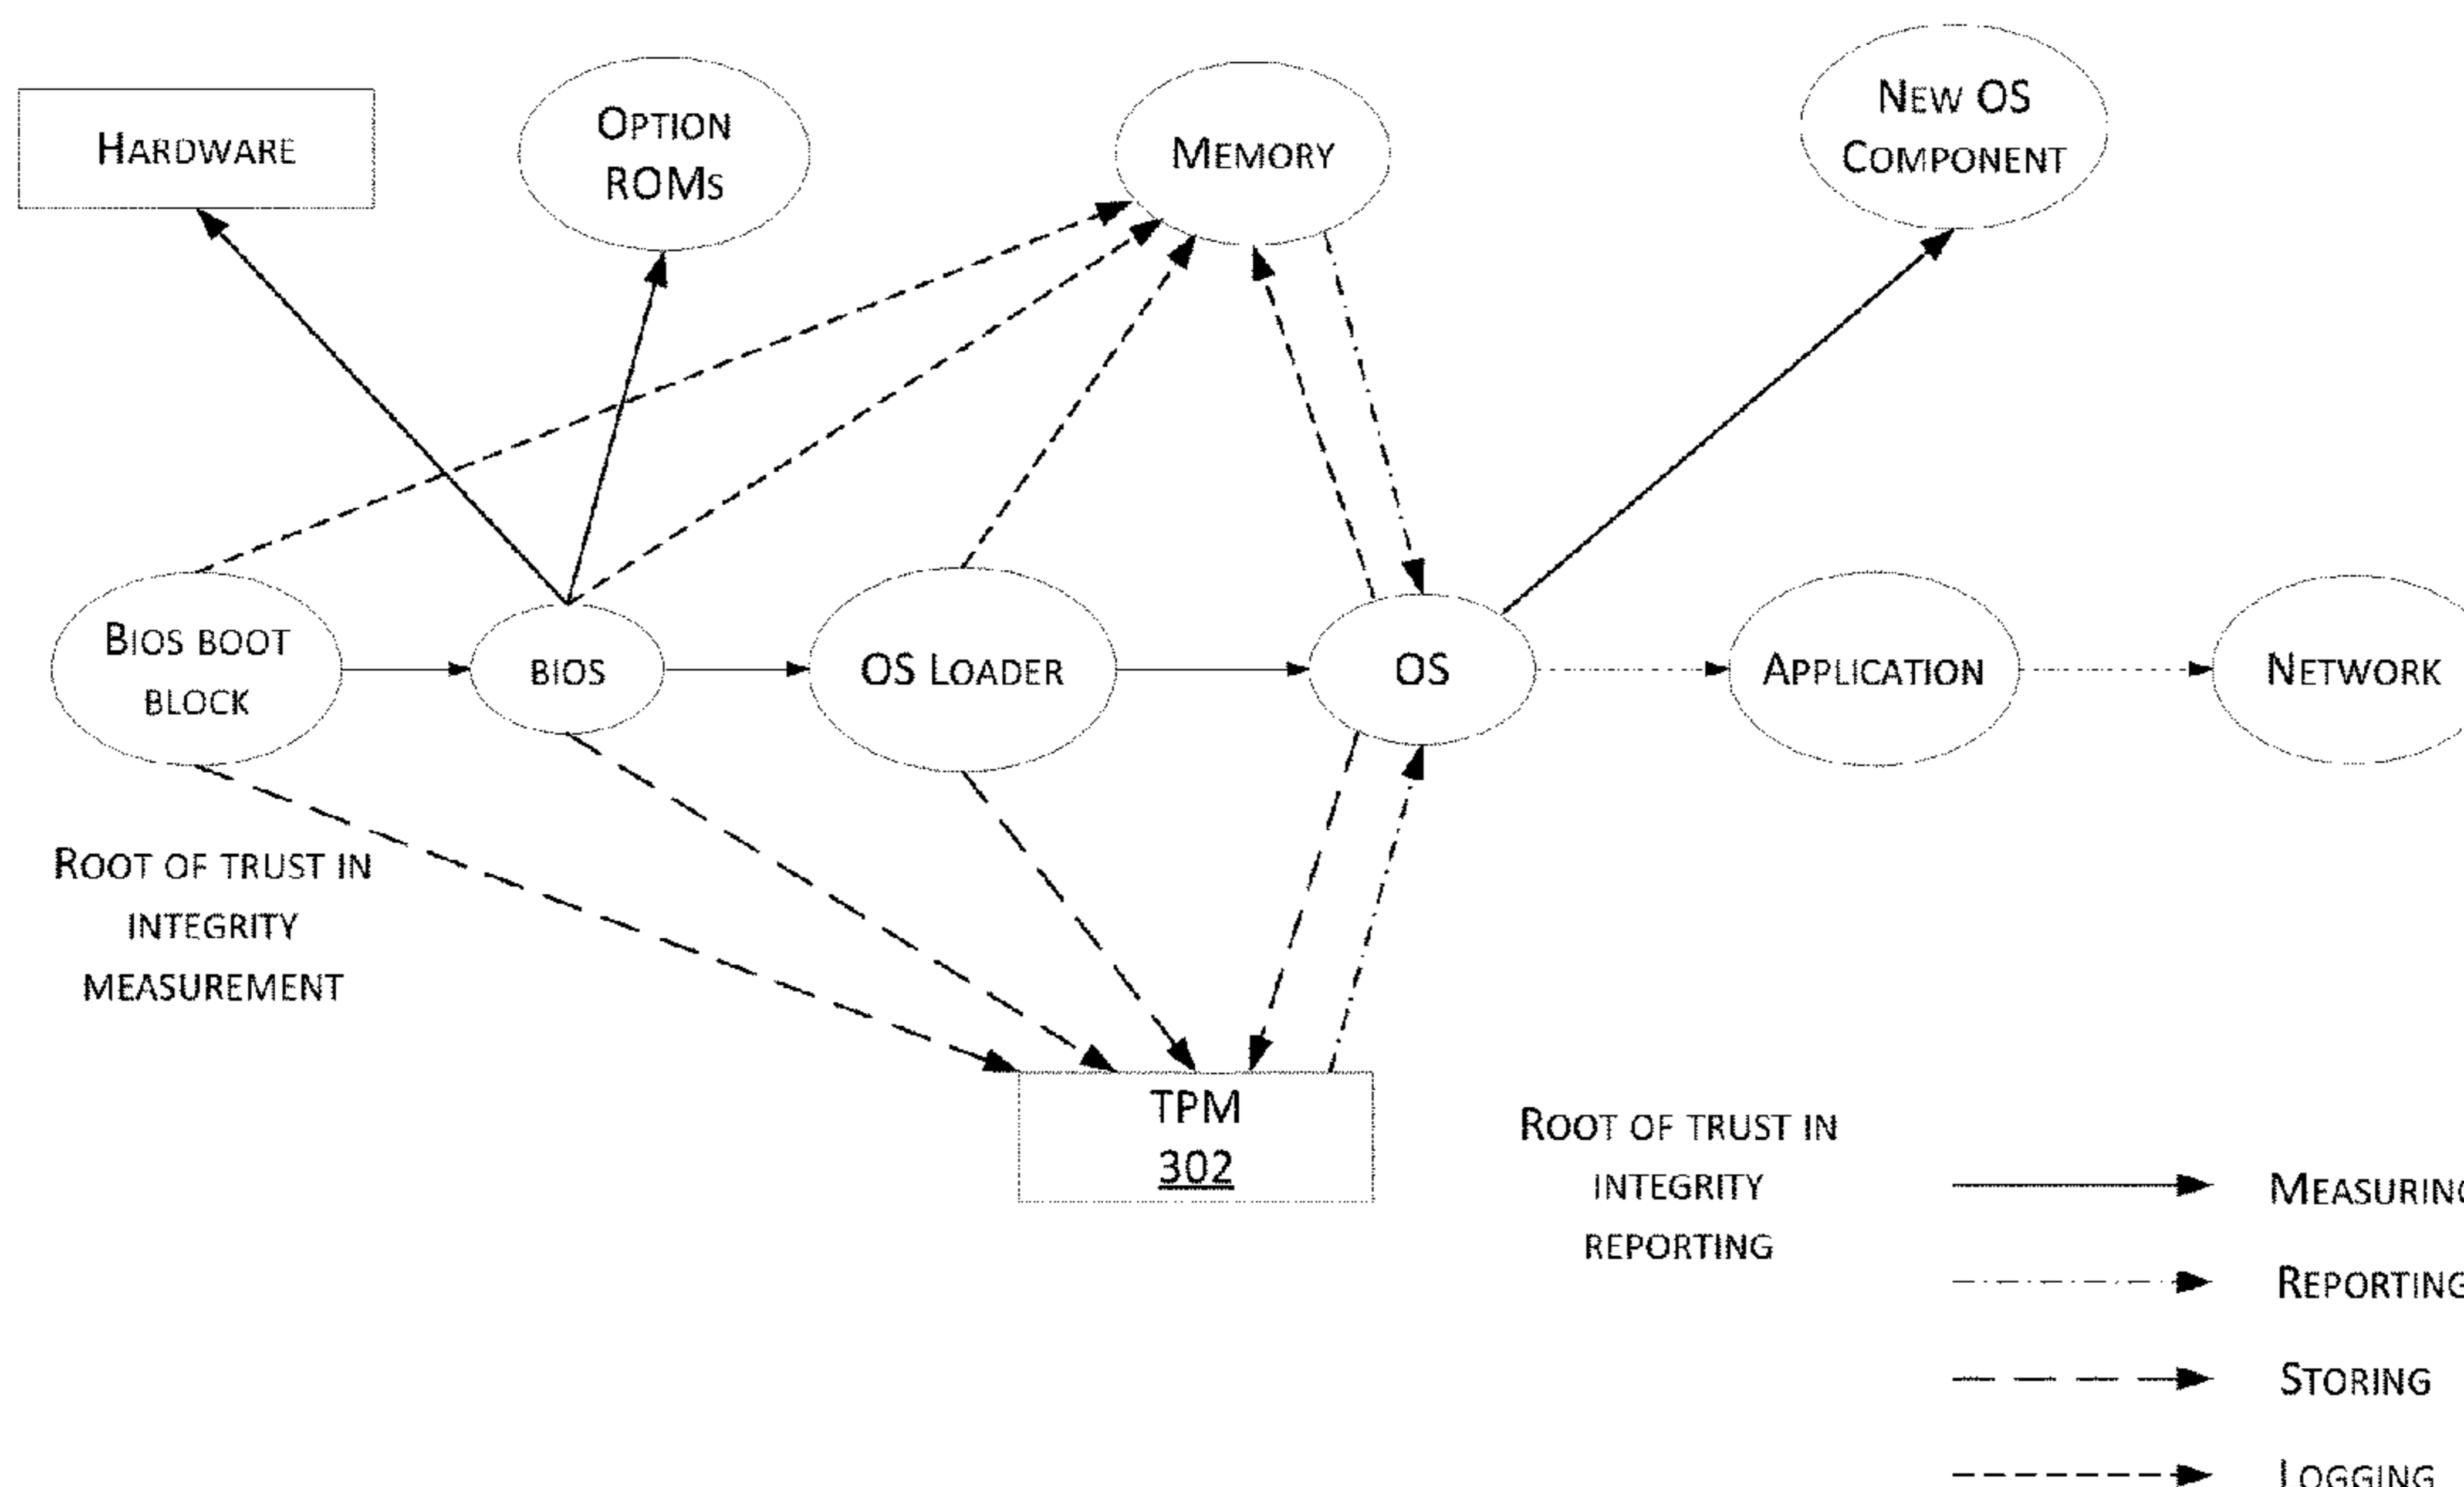 HARDWARE
OPTION
ROMS
MEMORY
NEW OS
COMPONENT
BIOS BOOT
BLOCK
BIOS
OS LOADER
OS
APPLICATION
NETWORK
ROOT OF TRUST IN
INTEGRITY
MEASUREMENT
TPM
302
ROOT OF TRUST IN
INTEGRITY
REPORTING
MEASURING
REPORTING
STORING
LOGGING